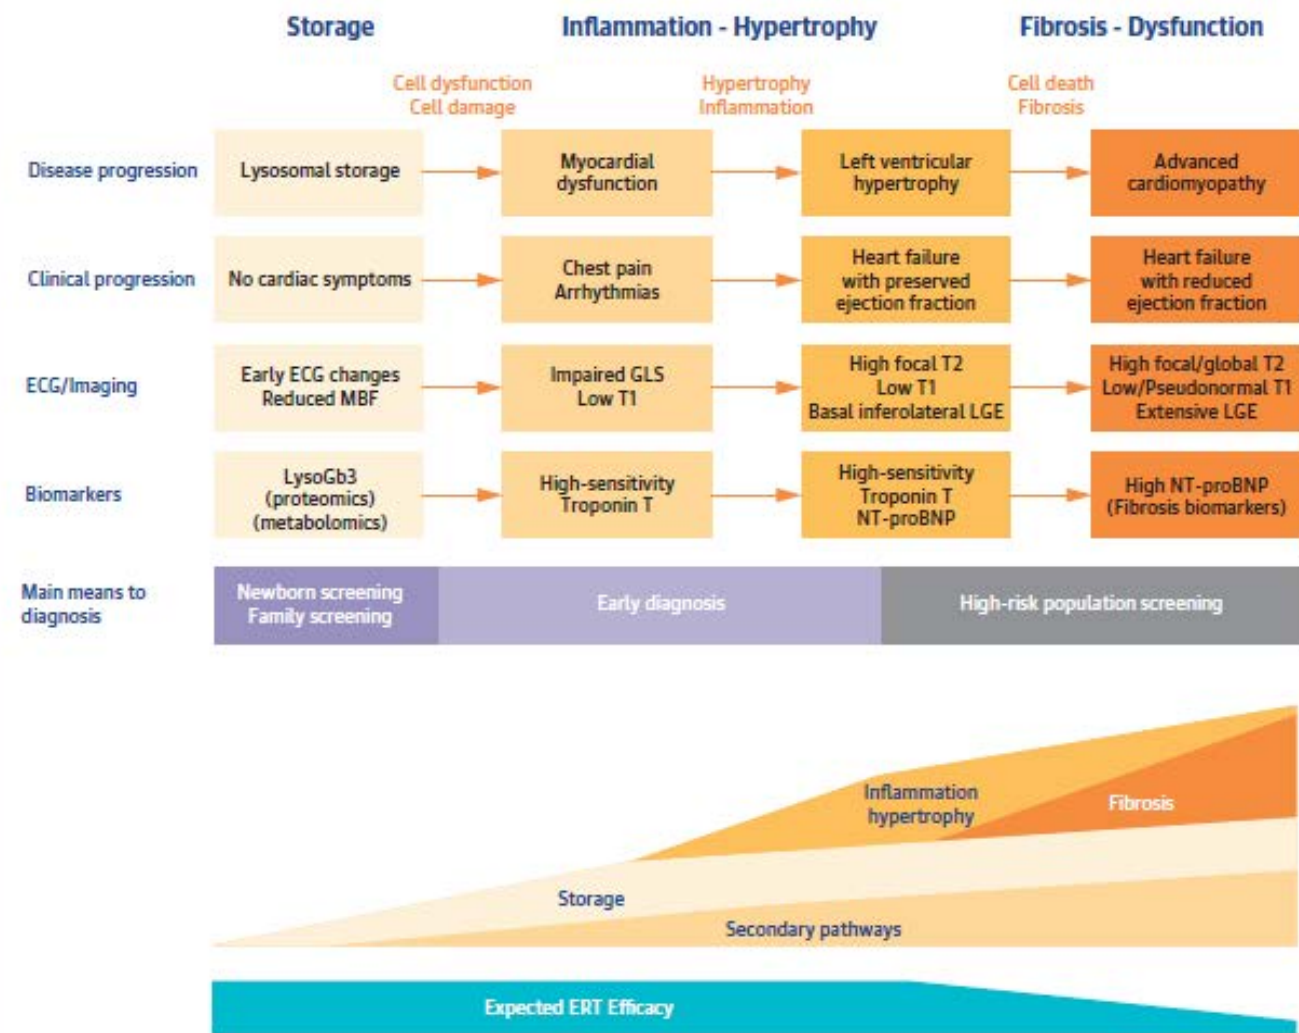 Storage
Inflammation - Hypertrophy
Fibrosis - Dysfunction
Cell dysfunction
Cell damage
Hypertrophy
Inflammation
Cell death
Fibrosis
Disease progression
Lysosomal storage
Myocardial
dysfunction
Left ventricular
hypertrophy
Advanced
cardiomyopathy
Clinical progression
No cardiac symptoms
Chest pain
Arrhythmias
Heart failure
with preserved
ejection fraction
Heart failure
with reduced
ejection fraction
ECG/Imaging
Early ECG changes
Reduced MBF
Impaired GLS
Low T1
High focal T2
Low T1
Basal inferolateral LGE
High focal/global T2
Low/Pseudonormal T1
Extensive LGE
Biomarkers
LysoGb3
(proteomics)
(metabolomics)
High-sensitivity
Troponin T
High-sensitivity
Troponin T
NT-proBNP
High NT-proBNP
(Fibrosis biomarkers)
Main means to
diagnosis
Newborn screening
Family screening
Early diagnosis
High-risk population screening
Inflammation
hypertrophy
Fibrosis
Storage
Secondary pathways
Expected ERT Efficacy